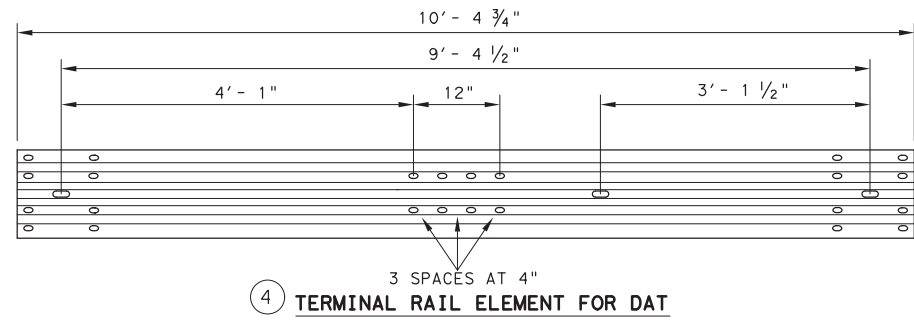 10'- 4 3/4"
9'- 4 1/2"
4'- 1" 12" 3'- 1 1/2"
3 SPACES AT 4"
4 TERMINAL RAIL ELEMENT FOR DAT